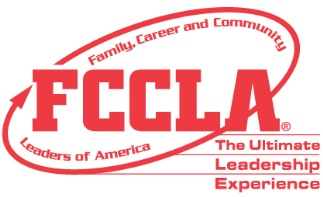 Family, Career and Community
FCCLA®
Leaders of America
The Ultimate
Leadership
Experience